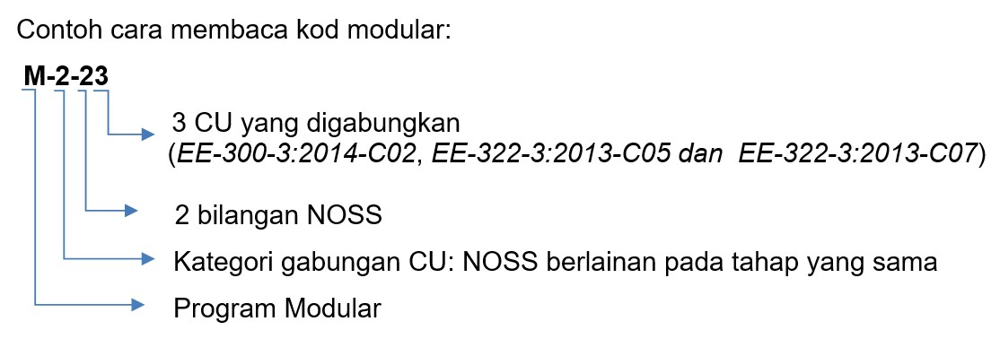 Contoh cara membaca kod modular:
M-2-23
3 CU yang digabungkan
(EE-300-3:2014-C02, EE-322-3:2013-C05 dan EE-322-3:2013-C07)
2 bilangan NOSS
Kategori gabungan CU: NOSS berlainan pada tahap yang sama
Program Modular